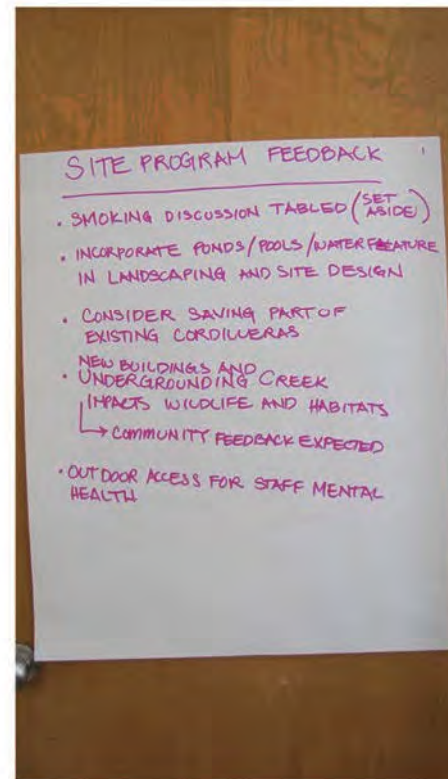 SITE PROGRAM FEEDBACK 1
• SMOKING DISCUSSION TABLED (SET ASIDE)
• INCORPORATE PONDS/POOLS/WATER FEATURE
IN LANDSCAPING AND SITE DESIGN
• CONSIDER SAVING PART OF
EXISTING CORDILLERAS
NEW BUILDINGS AND
• UNDERGROUNDING CREEK
IMPACTS WILDLIFE AND HABITATS
→ COMMUNITY FEEDBACK EXPECTED
• OUTDOOR ACCESS FOR STAFF MENTAL
HEALTH